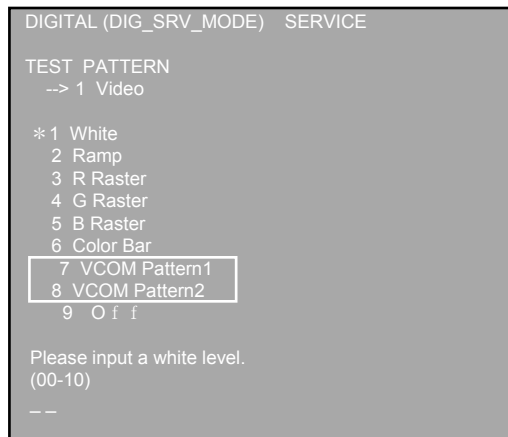 DIGITAL (DIG_SRV_MODE) SERVICE
TEST PATTERN
--> 1 Video
*1 White
2 Ramp
3 R Raster
4 G Raster
5 B Raster
6 Color Bar
7 VCOM Pattern1
8 VCOM Pattern2
9 Off
Please input a white level.
(00-10)
_ _